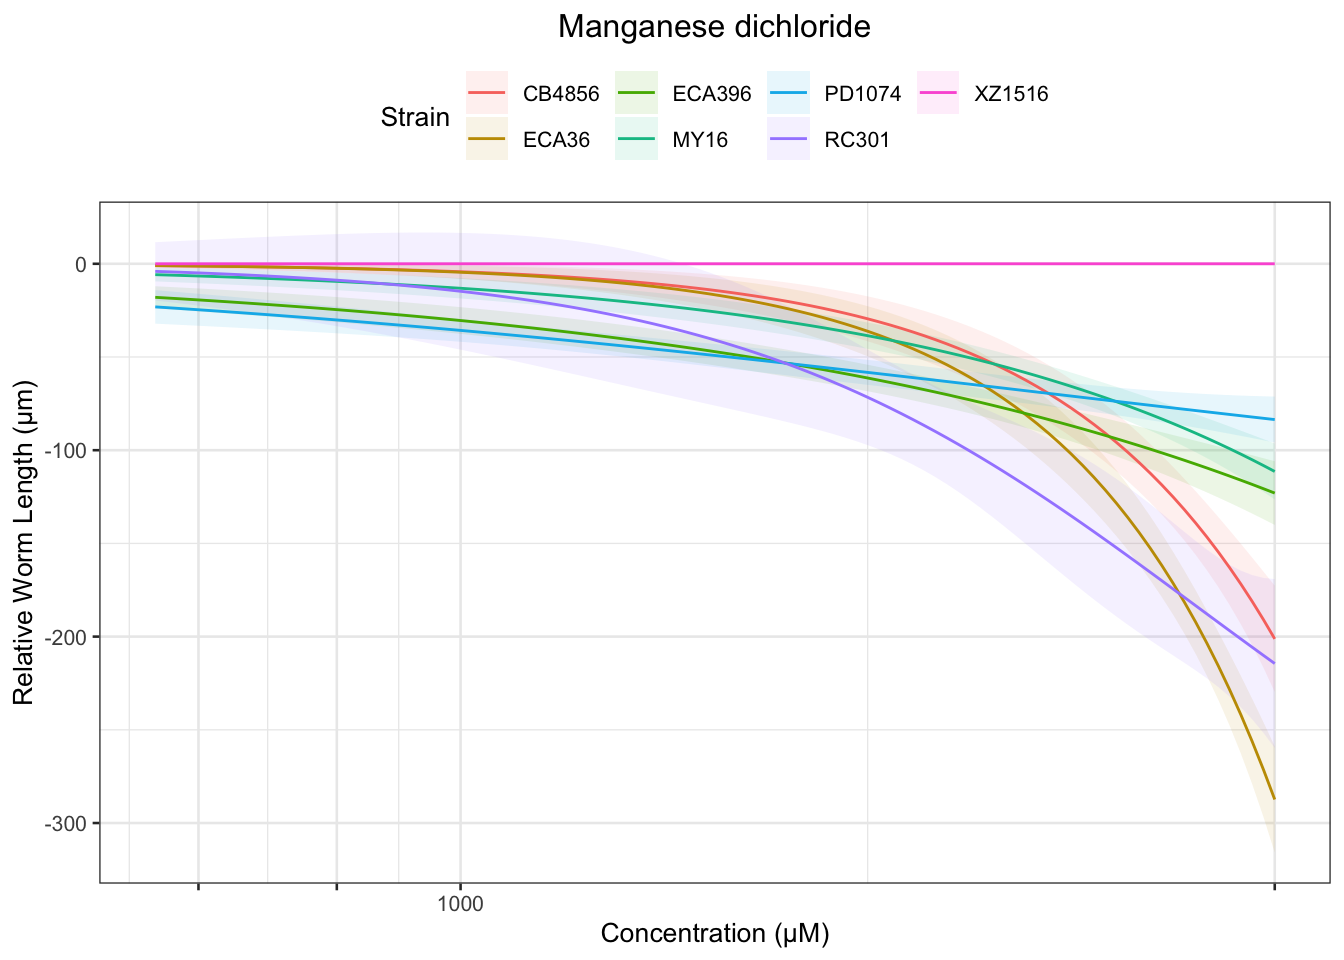 Manganese dichloride
Strain
CB4856 ECA396 PD1074 XZ1516
ECA36 MY16 RC301
Relative Worm Length (µm)
0
-100
-200
-300
1000
Concentration (µM)